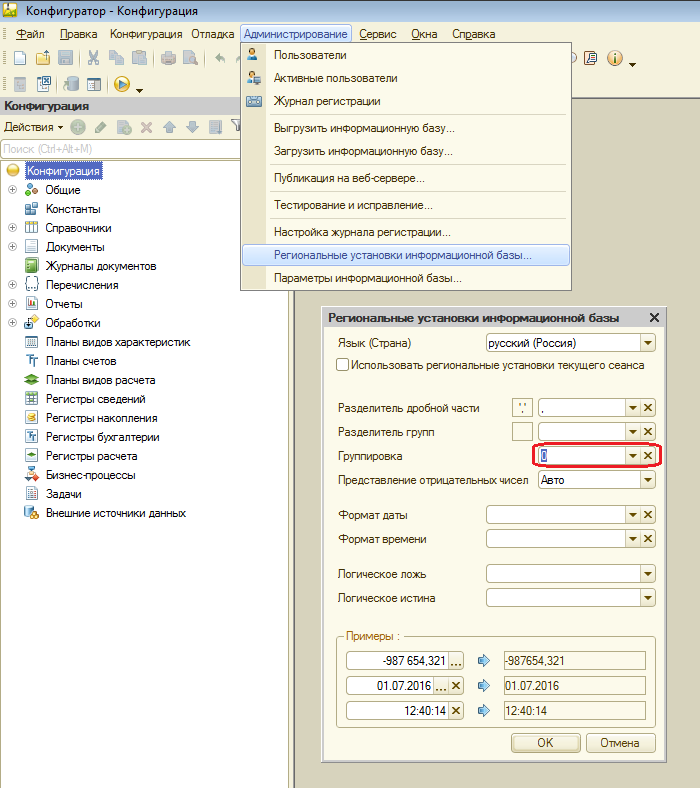 Конфигуратор - Конфигурация
Файл Правка Конфигурация Отладка Администрирование Сервис Окна Справка
Пользователи
Активные пользователи
Журнал регистрации
Выгрузить информационную базу...
Загрузить информационную базу...
Публикация на веб-сервере...
Тестирование и исправление...
Настройка журнала регистрации...
Региональные установки информационной базы...
Параметры информационной базы...
Конфигурация
Действия
Поиск (Ctrl+Alt+M)
Конфигурация
Общие
Константы
Справочники
Документы
Журналы документов
Перечисления
Отчеты
Обработки
Планы видов характеристик
Планы счетов
Планы видов расчета
Регистры сведений
Регистры накопления
Регистры бухгалтерии
Регистры расчета
Бизнес-процессы
Задачи
Внешние источники данных
Региональные установки информационной базы
Язык (Страна) русский (Россия)
Использовать региональные установки текущего сеанса
Разделитель дробной части '.' ,
Разделитель групп
Группировка 0
Представление отрицательных чисел Авто
Формат даты
Формат времени
Логическое ложь
Логическое истина
Примеры :
-987 654,321 ... -987654,321
01.07.2016 ... 01.07.2016
12:40:14 12:40:14
OK Отмена